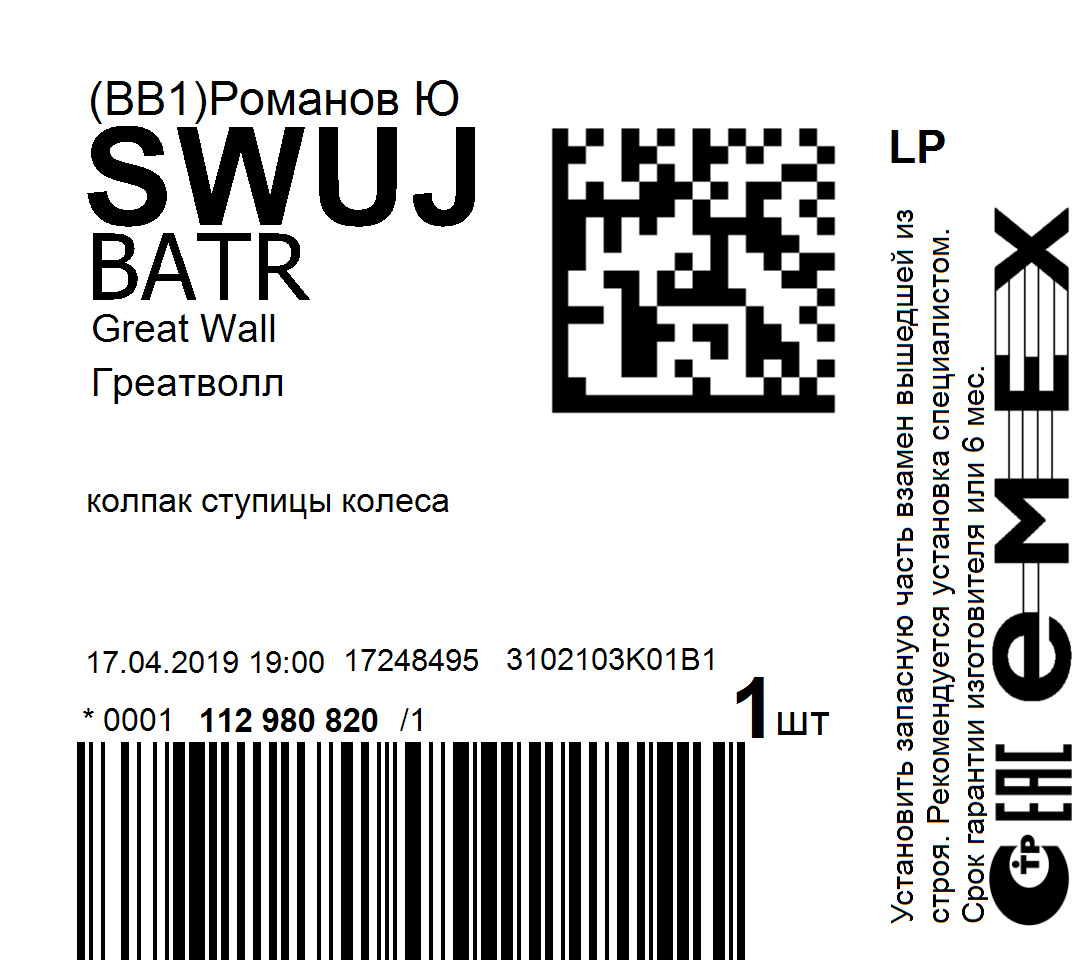 (BB1)Романов Ю
SWUJ
BATR
Great Wall
Греатволл
колпак ступицы колеса
17.04.2019 19:00 17248495 3102103K01B1
* 0001 112 980 820 /1
1 шт
LP
Установить запасную часть взамен вышедшей из
строя. Рекомендуется установка специалистом.
Срок гарантии изготовителя или 6 мес.
eMEX
EAC
СТР